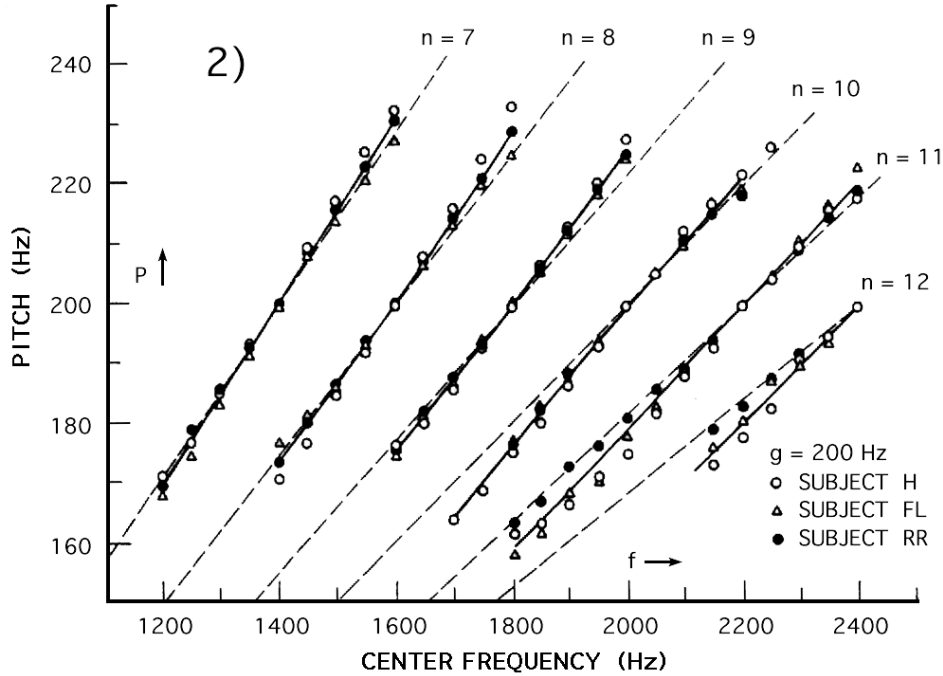 2)
n = 7
n = 8
n = 9
n = 10
n = 11
n = 12
PITCH (Hz)
240
220
200
180
160
P
f
g = 200 Hz
SUBJECT H
SUBJECT FL
SUBJECT RR
1200 1400 1600 1800 2000 2200 2400
CENTER FREQUENCY (Hz)